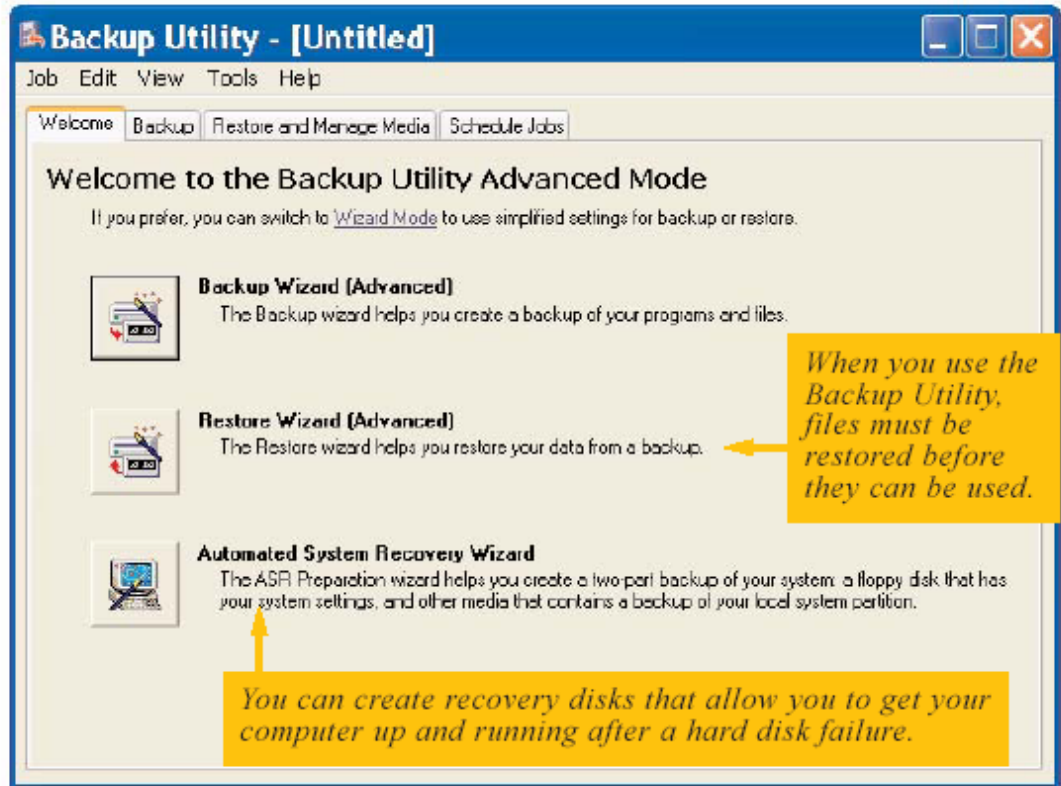 Backup Utility - [Untitled]
Job Edit View Tools Help
Welcome Backup Restore and Manage Media Schedule Jobs
Welcome to the Backup Utility Advanced Mode
If you prefer, you can switch to Wizard Mode to use simplified settings for backup or restore.
Backup Wizard (Advanced)
The Backup wizard helps you create a backup of your programs and files.
When you use the
Backup Utility,
files must be
restored before
they can be used.
Restore Wizard (Advanced)
The Restore wizard helps you restore your data from a backup.
Automated System Recovery Wizard
The ASR Preparation wizard helps you create a two-part backup of your system: a floppy disk that has
your system settings, and other media that contains a backup of your local system partition.
You can create recovery disks that allow you to get your
computer up and running after a hard disk failure.